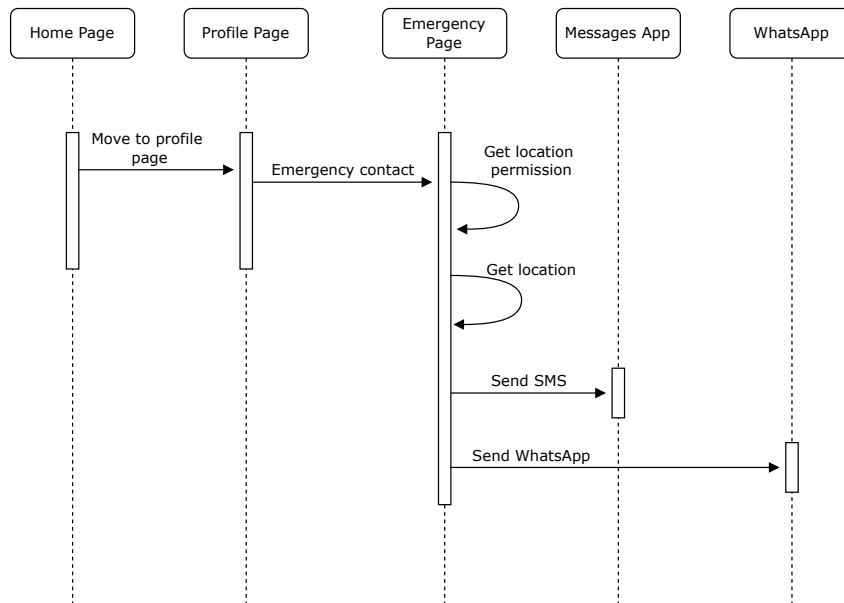 Home Page
Profile Page
Emergency
Page
Messages App
WhatsApp
Move to profile
page
Emergency contact
Get location
permission
Get location
Send SMS
Send WhatsApp